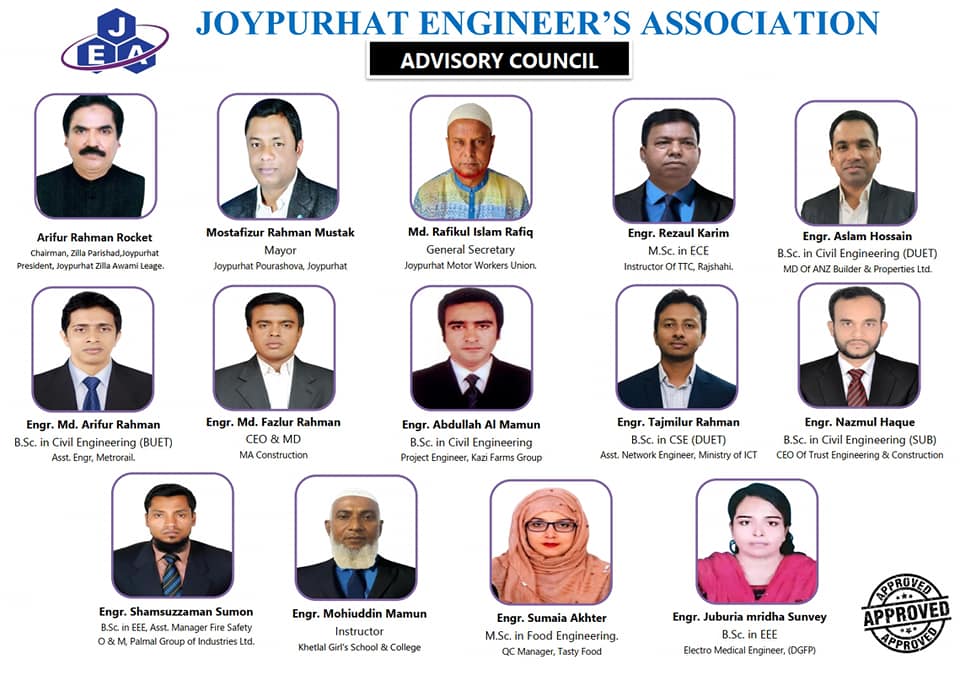 JEA
JOYPURHAT ENGINEER’S ASSOCIATION
ADVISORY COUNCIL
Arifur Rahman Rocket
Chairman, Zilla Parishad,Joypurhat
President, Joypurhat Zilla Awami Leage.
Mostafizur Rahman Mustak
Mayor
Joypurhat Pourashova, Joypurhat
Md. Rafikul Islam Rafiq
General Secretary
Joypurhat Motor Workers Union.
Engr. Rezaul Karim
M.Sc. in ECE
Instructor Of TTC, Rajshahi.
Engr. Aslam Hossain
B.Sc. in Civil Engineering (DUET)
MD Of ANZ Builder & Properties Ltd.
Engr. Md. Arifur Rahman
B.Sc. in Civil Engineering (BUET)
Asst. Engr, Metrorail.
Engr. Md. Fazlur Rahman
CEO & MD
MA Construction
Engr. Abdullah Al Mamun
B.Sc. in Civil Engineering
Project Engineer, Kazi Farms Group
Engr. Tajmilur Rahman
B.Sc. in CSE (DUET)
Asst. Network Engineer, Ministry of ICT
Engr. Nazmul Haque
B.Sc. in Civil Engineering (SUB)
CEO Of Trust Engineering & Construction
Engr. Shamsuzzaman Sumon
B.Sc. in EEE, Asst. Manager Fire Safety
O & M, Palmal Group of Industries Ltd.
Engr. Mohiuddin Mamun
Instructor
Khetlal Girl's School & College
Engr. Sumaia Akhter
M.Sc. in Food Engineering.
QC Manager, Tasty Food
Engr. Juburia mridha Sunvey
B.Sc. in EEE
Electro Medical Engineer, (DGFP)
APPROVED
APPROVED
APPROVED